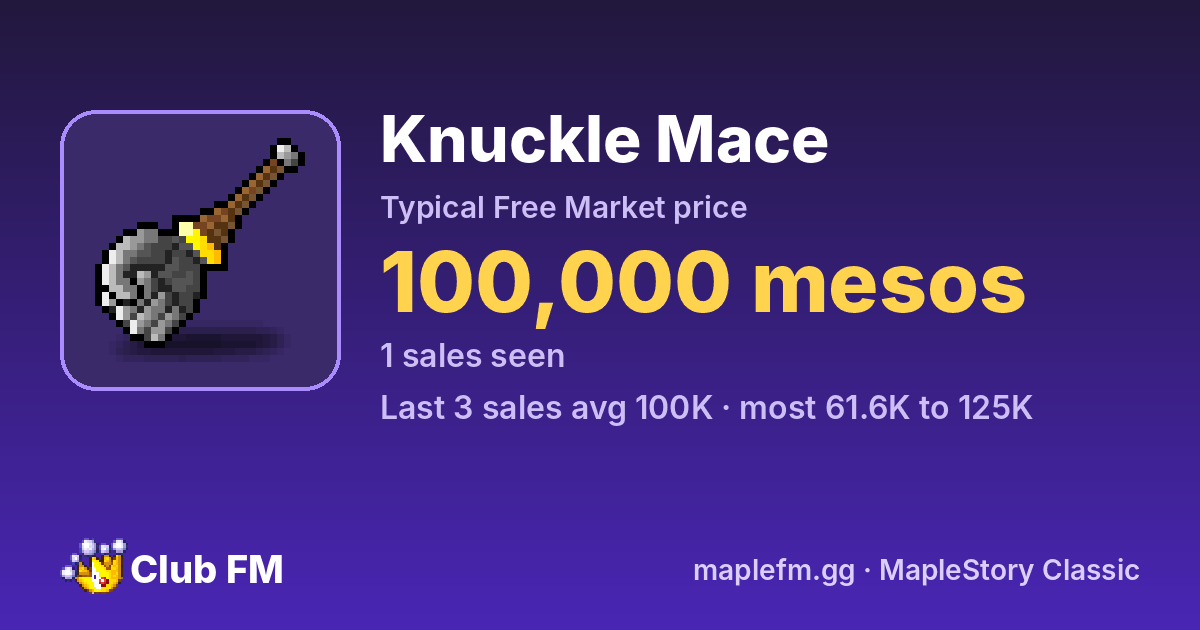 Knuckle Mace
Typical Free Market price
100,000 mesos
1 sales seen
Last 3 sales avg 100K · most 61.6K to 125K
Club FM
maplefm.gg · MapleStory Classic